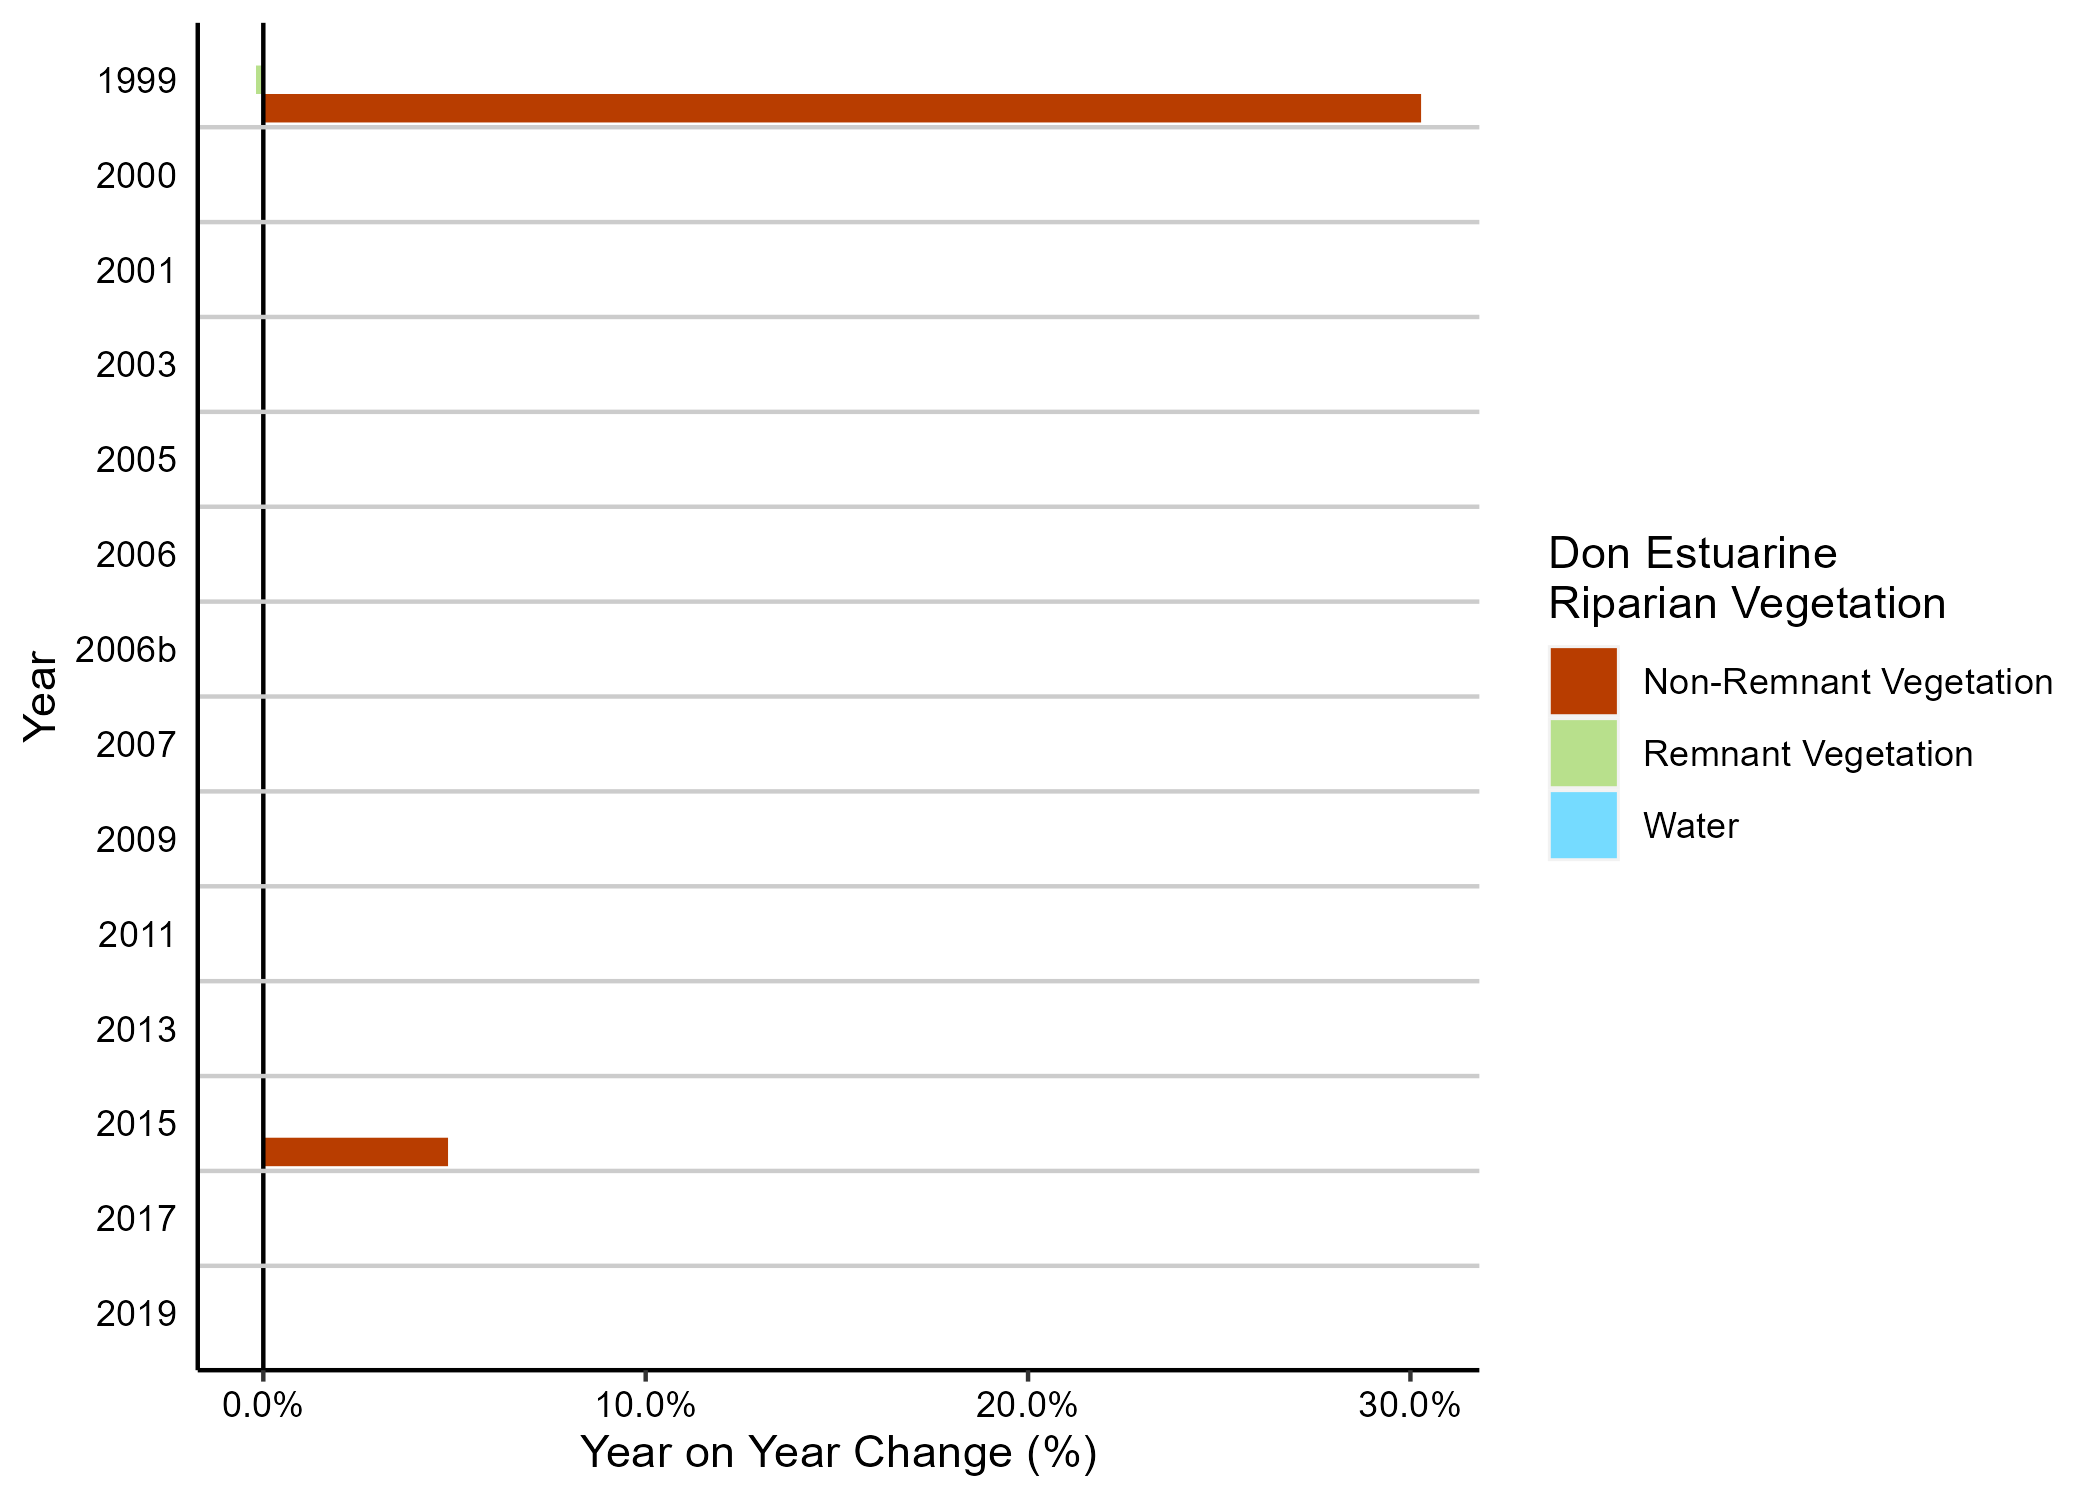 1999
2000
2001
2003
2005
2006
2006b
2007
2009
2011
2013
2015
2017
2019
Year
0.0%
10.0%
20.0%
30.0%
Year on Year Change (%)
Don Estuarine
Riparian Vegetation
Non-Remnant Vegetation
Remnant Vegetation
Water